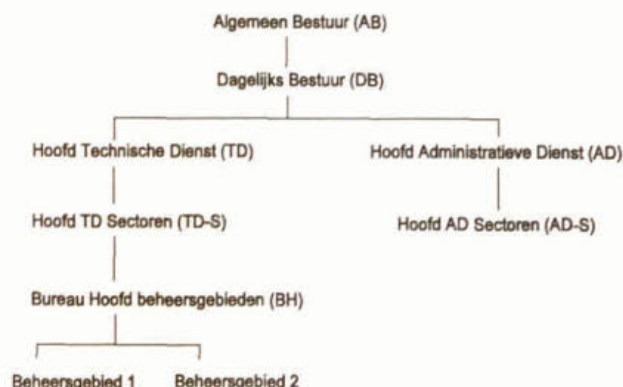 Algemeen Bestuur (AB)
Dagelijks Bestuur (DB)
Hoofd Technische Dienst (TD)
Hoofd Administratieve Dienst (AD)
Hoofd TD Sectoren (TD-S)
Hoofd AD Sectoren (AD-S)
Bureau Hoofd beheersgebieden (BH)
Beheersgebied 1
Beheersgebied 2